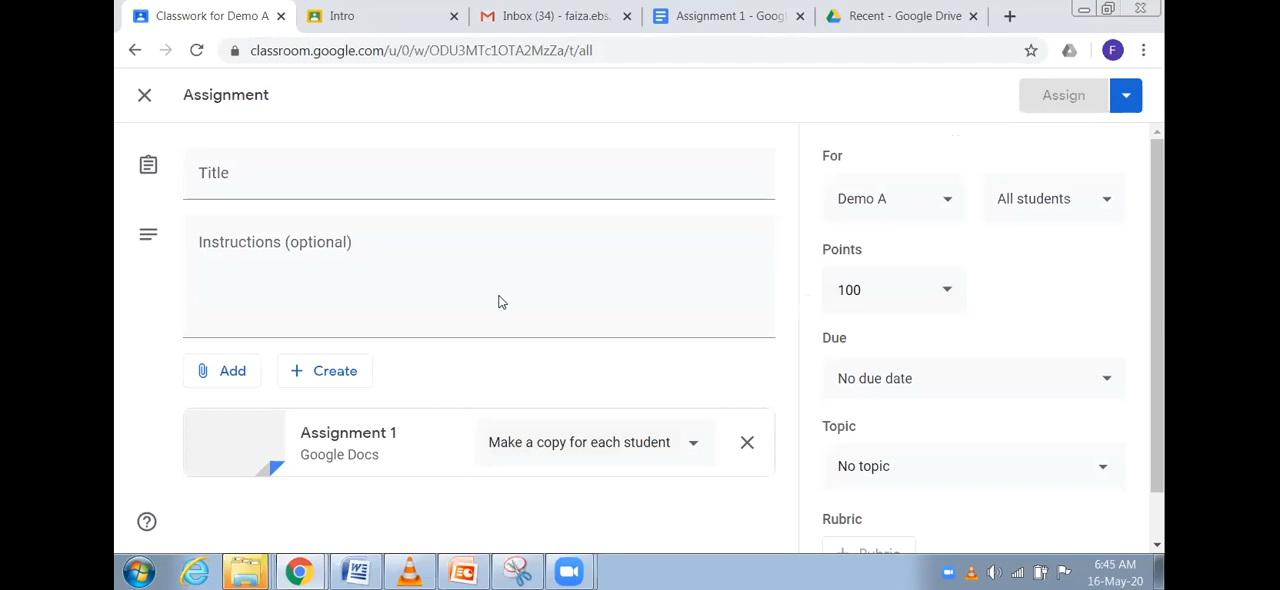 Classwork for Demo A
Intro
Inbox (34) - faiza.ebs.
Assignment 1 - Goog
Recent - Google Drive
classroom.google.com/u/0/w/ODU3MTc1OTA2MzZa/t/all
F
Assignment
Assign
Title
Instructions (optional)
Add
Create
Assignment 1
Google Docs
Make a copy for each student
For
Demo A
All students
Points
100
Due
No due date
Topic
No topic
Rubric
Rubric
6:45 AM
16-May-20